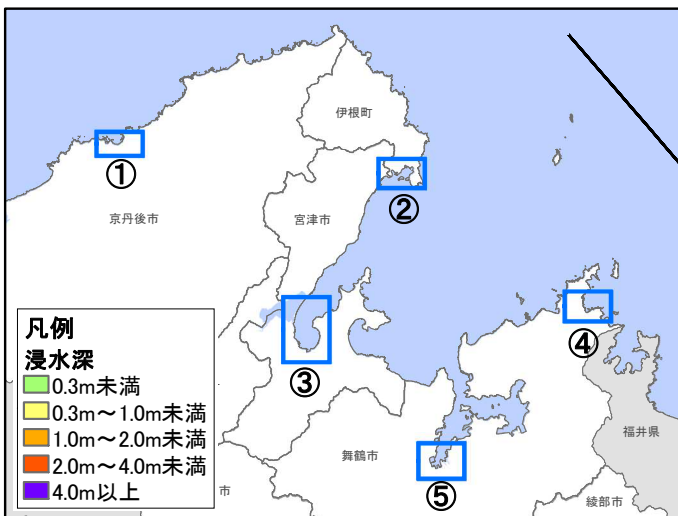 伊根町
①
②
京丹後市
宮津市
③
④
凡例
浸水深
0.3m未満
0.3m～1.0m未満
1.0m～2.0m未満
2.0m～4.0m未満
4.0m以上
市
舞鶴市
⑤
福井県
綾部市